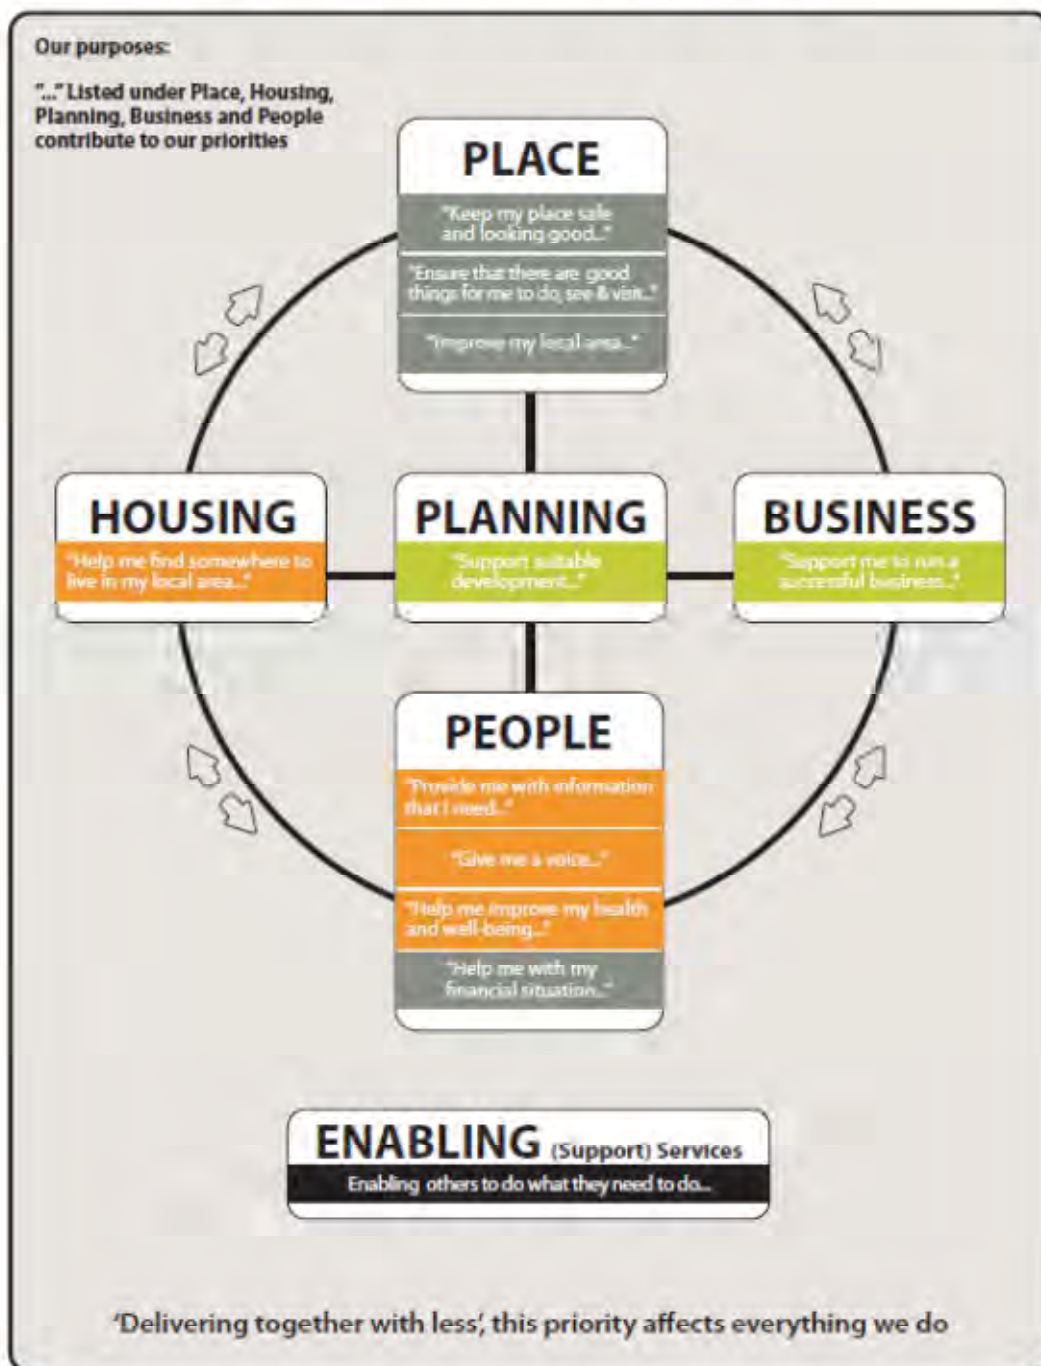 Our purposes:
"..." Listed under Place, Housing,
Planning, Business and People
contribute to our priorities
PLACE
"Keep my place safe
and looking good..."
"Ensure that there are good
things for me to do, see & visit..."
"Improve my local area..."
HOUSING
"Help me find somewhere to
live in my local area..."
PLANNING
"Support suitable
development..."
BUSINESS
"Support me to run a
successful business..."
PEOPLE
"Provide me with information
that I need..."
"Give me a voice..."
"Help me improve my health
and well-being..."
"Help me with my
financial situation..."
ENABLING (Support) Services
Enabling others to do what they need to do...
'Delivering together with less', this priority affects everything we do